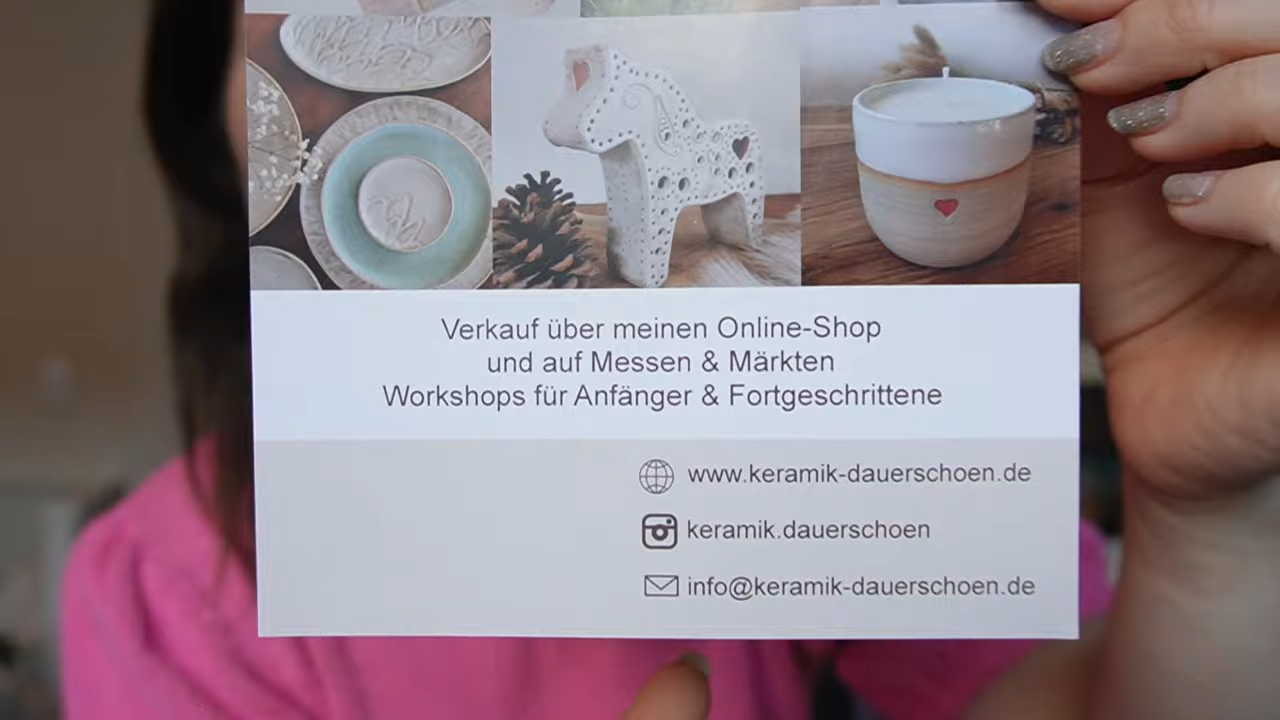 Verkauf über meinen Online-Shop
und auf Messen & Märkten
Workshops für Anfänger & Fortgeschrittene
www.keramik-dauerschoen.de
keramik.dauerschoen
info@keramik-dauerschoen.de